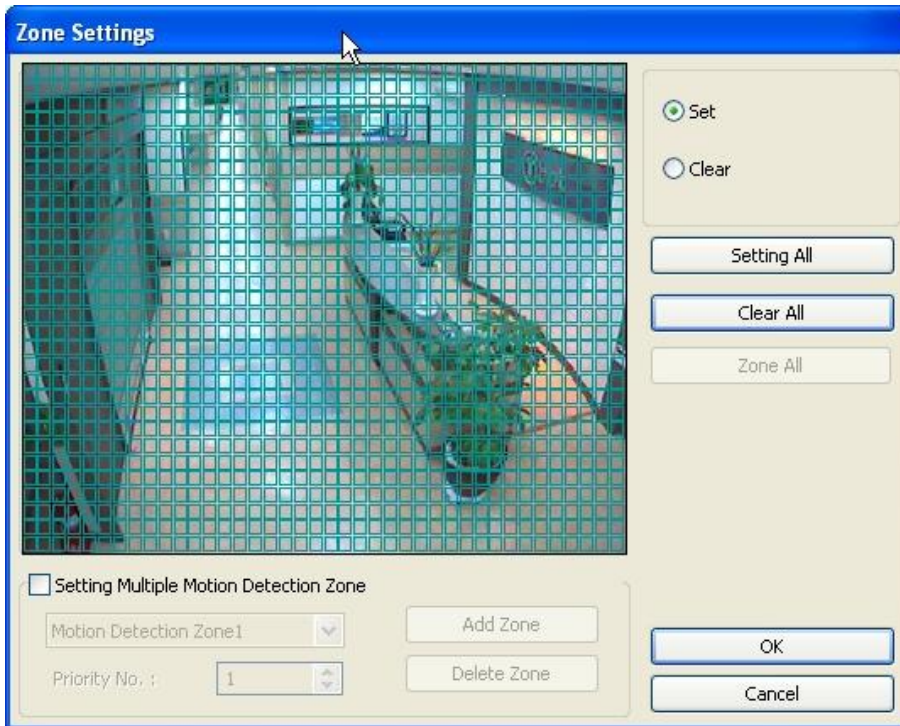 Zone Settings
Set
Clear
Setting All
Clear All
Zone All
Setting Multiple Motion Detection Zone
Motion Detection Zone1
Add Zone
Priority No. :
1
Delete Zone
OK
Cancel